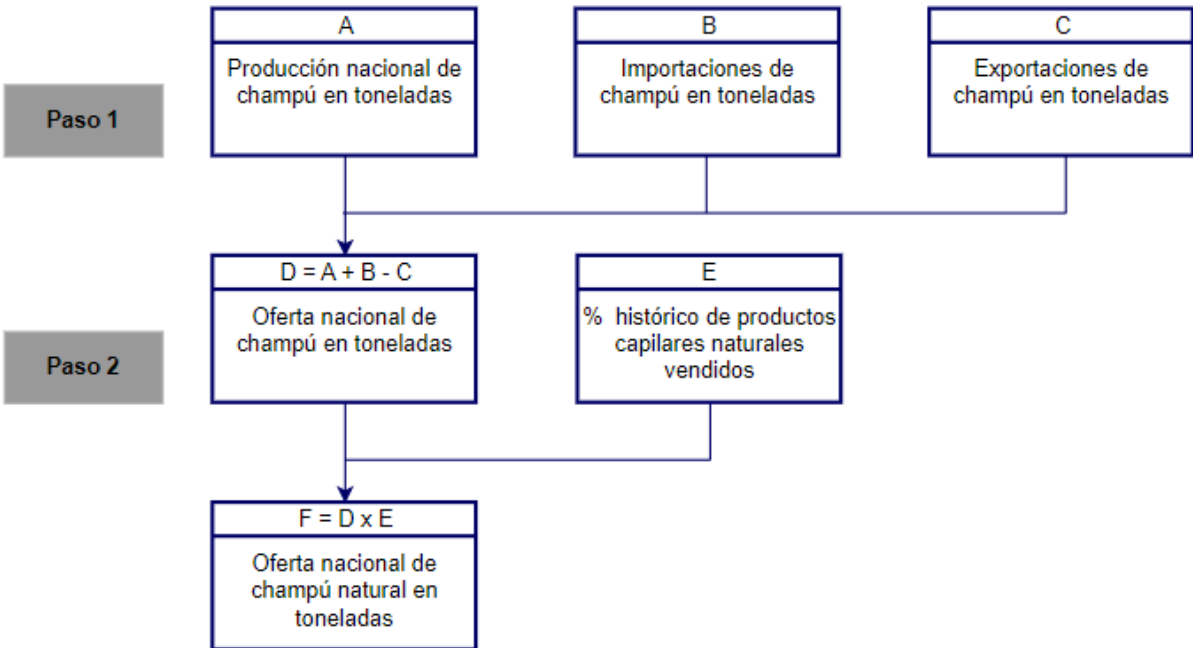 A
Producción nacional de
champú en toneladas
B
Importaciones de
champú en toneladas
C
Exportaciones de
champú en toneladas
Paso 1
D = A + B - C
Oferta nacional de
champú en toneladas
E
% histórico de productos
capilares naturales
vendidos
Paso 2
F = D x E
Oferta nacional de
champú natural en
toneladas